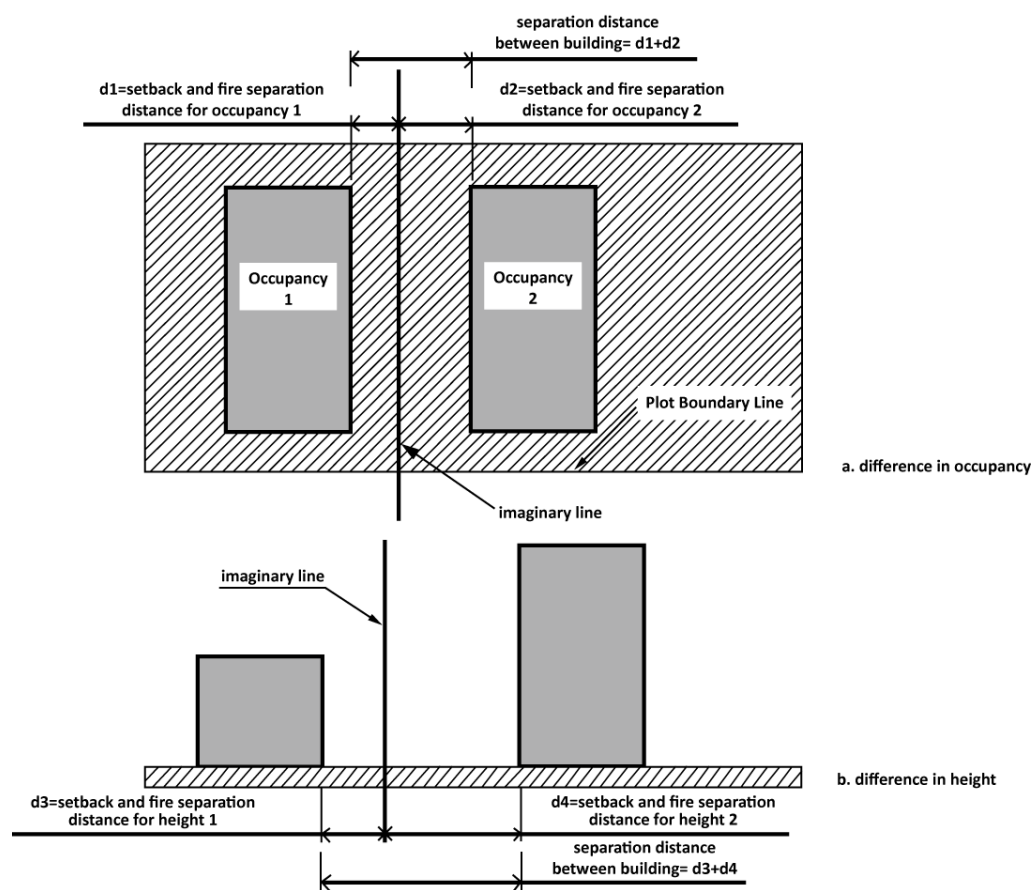 separation distance
between building= d1+d2
d1=setback and fire separation
distance for occupancy 1
d2=setback and fire separation
distance for occupancy 2
Occupancy
1
Occupancy
2
Plot Boundary Line
a. difference in occupancy
imaginary line
imaginary line
b. difference in height
d3=setback and fire separation
distance for height 1
d4=setback and fire separation
distance for height 2
separation distance
between building= d3+d4